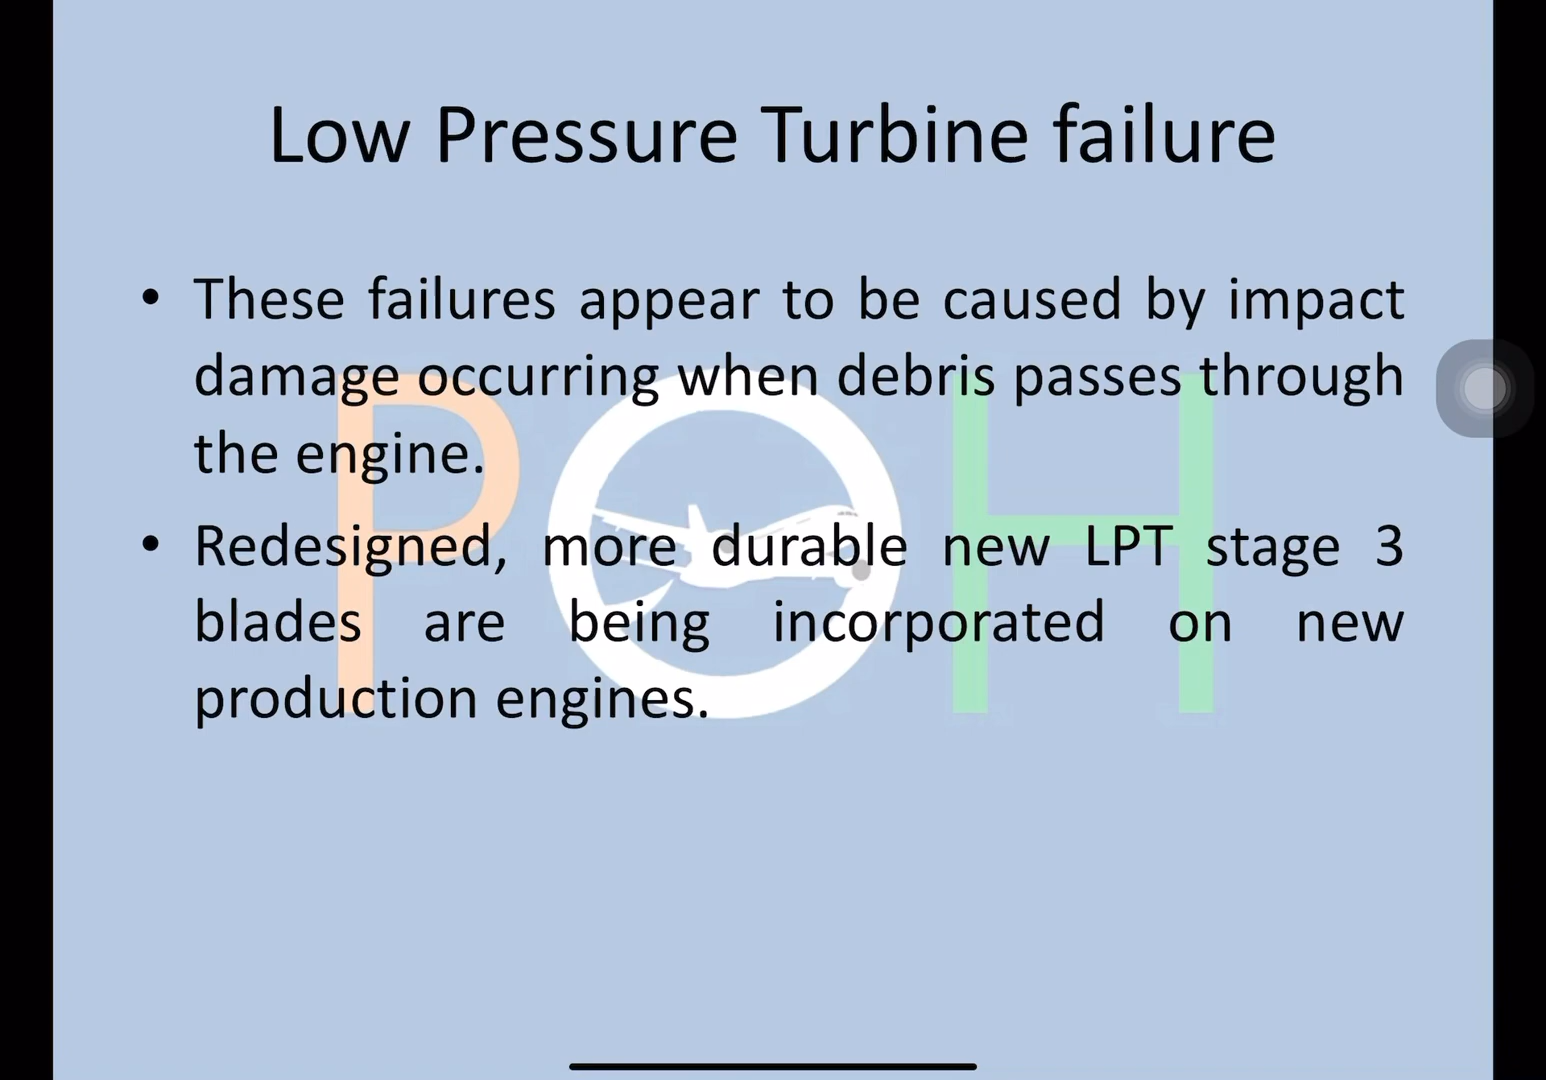 Low Pressure Turbine failure
• These failures appear to be caused by impact
damage occurring when debris passes through
the engine.
• Redesigned, more durable new LPT stage 3
blades are being incorporated on new
production engines.
POH